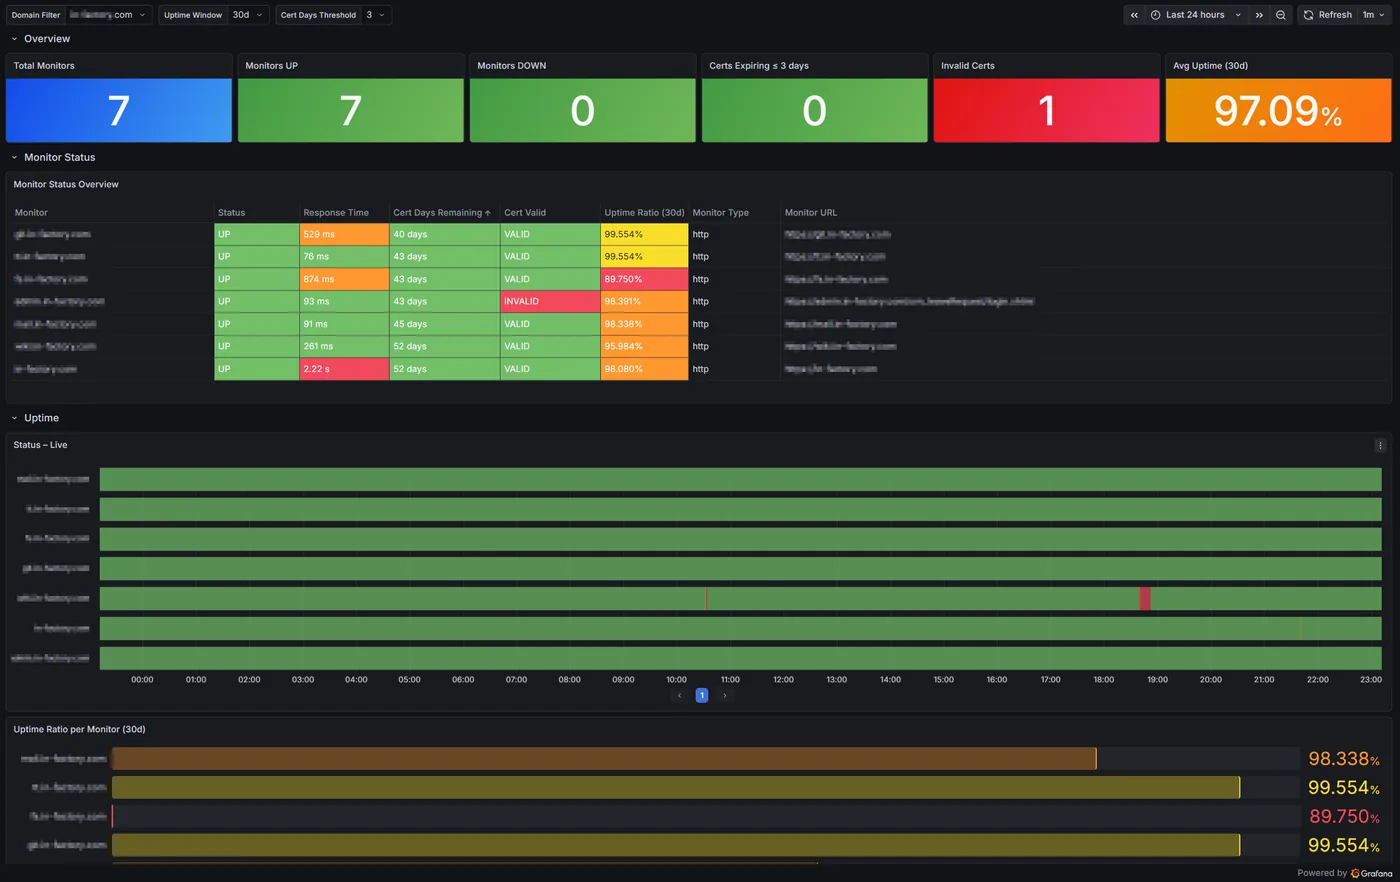 Domain Filter .com Uptime Window 30d Cert Days Threshold 3 Last 24 hours Refresh 1m
Overview
Total Monitors Monitors UP Monitors DOWN Certs Expiring ≤ 3 days Invalid Certs Avg Uptime (30d)
7 7 0 0 1 97.09%
Monitor Status
Monitor Status Overview
Monitor Status Response Time Cert Days Remaining Cert Valid Uptime Ratio (30d) Monitor Type Monitor URL
UP 529 ms 40 days VALID 99.554% http
UP 76 ms 43 days VALID 99.554% http
UP 874 ms 43 days VALID 89.750% http
UP 93 ms 43 days INVALID 98.391% http
UP 91 ms 45 days VALID 98.338% http
UP 261 ms 52 days VALID 95.984% http
UP 2.22 s 52 days VALID 98.080% http
Uptime
Status – Live
00:00 01:00 02:00 03:00 04:00 05:00 06:00 07:00 08:00 09:00 10:00 11:00 12:00 13:00 14:00 15:00 16:00 17:00 18:00 19:00 20:00 21:00 22:00 23:00
1
Uptime Ratio per Monitor (30d)
98.338%
99.554%
89.750%
99.554%
Powered by Grafana